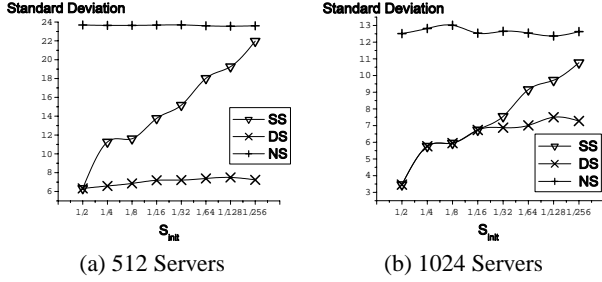 Standard Deviation
24
22
20
18
16
14
12
10
8
6
SS
DS
NS
1/2 1/4 1/8 1/16 1/32 1/64 1/128 1/256
S_init
(a) 512 Servers
Standard Deviation
13
12
11
10
9
8
7
6
5
4
3
SS
DS
NS
1/2 1/4 1/8 1/16 1/32 1/64 1/128 1/256
S_init
(b) 1024 Servers